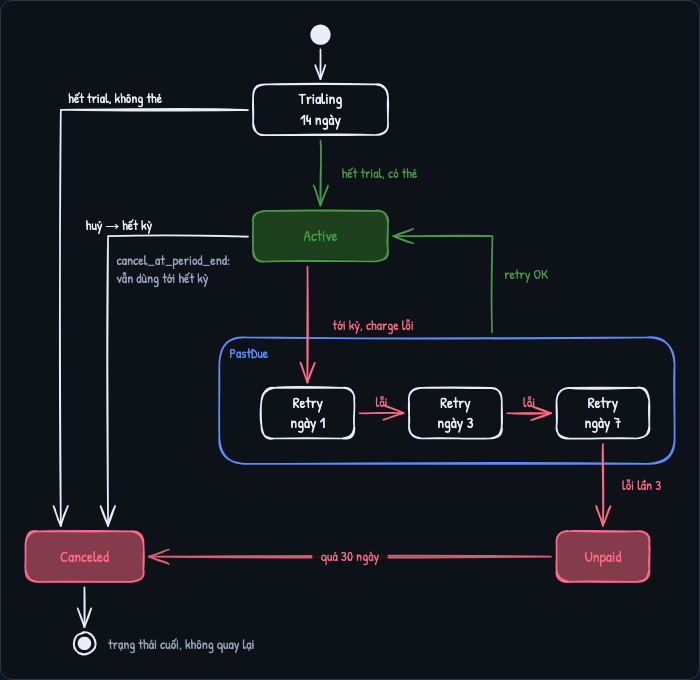 Trialing
14 ngày
hết trial, không thẻ
hết trial, có thẻ
Active
huỷ → hết kỳ
cancel_at_period_end:
vẫn dùng tới hết kỳ
retry OK
tới kỳ, charge lỗi
PastDue
Retry
ngày 1
lỗi
Retry
ngày 3
lỗi
Retry
ngày 7
lỗi lần 3
Canceled
quá 30 ngày
Unpaid
trạng thái cuối, không quay lại